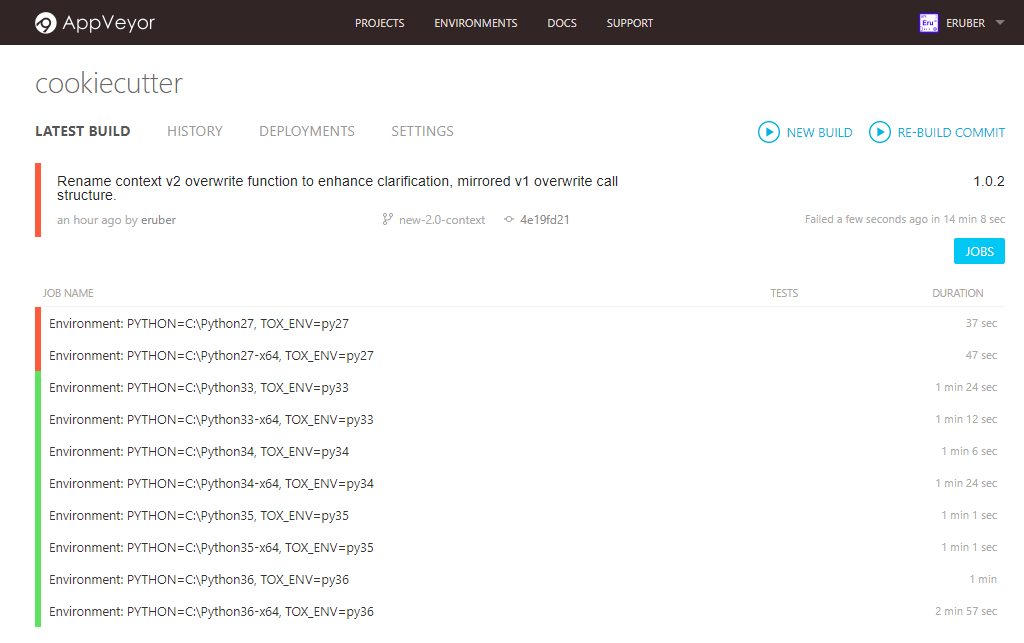 AppVeyor PROJECTS ENVIRONMENTS DOCS SUPPORT Eru ERUBER
cookiecutter
LATEST BUILD HISTORY DEPLOYMENTS SETTINGS NEW BUILD RE-BUILD COMMIT
Rename context v2 overwrite function to enhance clarification, mirrored v1 overwrite call 1.0.2
structure.
an hour ago by eruber new-2.0-context 4e19fd21 Failed a few seconds ago in 14 min 8 sec
JOBS
JOB NAME TESTS DURATION
Environment: PYTHON=C:\Python27, TOX_ENV=py27 37 sec
Environment: PYTHON=C:\Python27-x64, TOX_ENV=py27 47 sec
Environment: PYTHON=C:\Python33, TOX_ENV=py33 1 min 24 sec
Environment: PYTHON=C:\Python33-x64, TOX_ENV=py33 1 min 12 sec
Environment: PYTHON=C:\Python34, TOX_ENV=py34 1 min 6 sec
Environment: PYTHON=C:\Python34-x64, TOX_ENV=py34 1 min 24 sec
Environment: PYTHON=C:\Python35, TOX_ENV=py35 1 min 1 sec
Environment: PYTHON=C:\Python35-x64, TOX_ENV=py35 1 min 1 sec
Environment: PYTHON=C:\Python36, TOX_ENV=py36 1 min
Environment: PYTHON=C:\Python36-x64, TOX_ENV=py36 2 min 57 sec